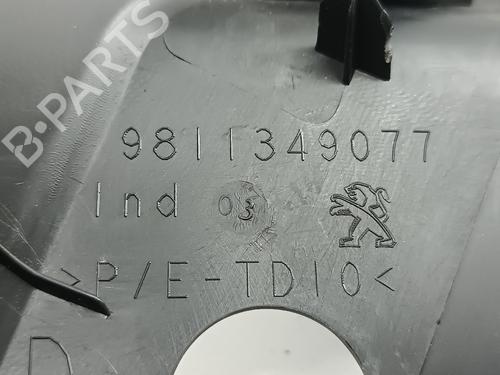 B-PARTS
9811349077
Ind 03
>P/E-TD10<
D